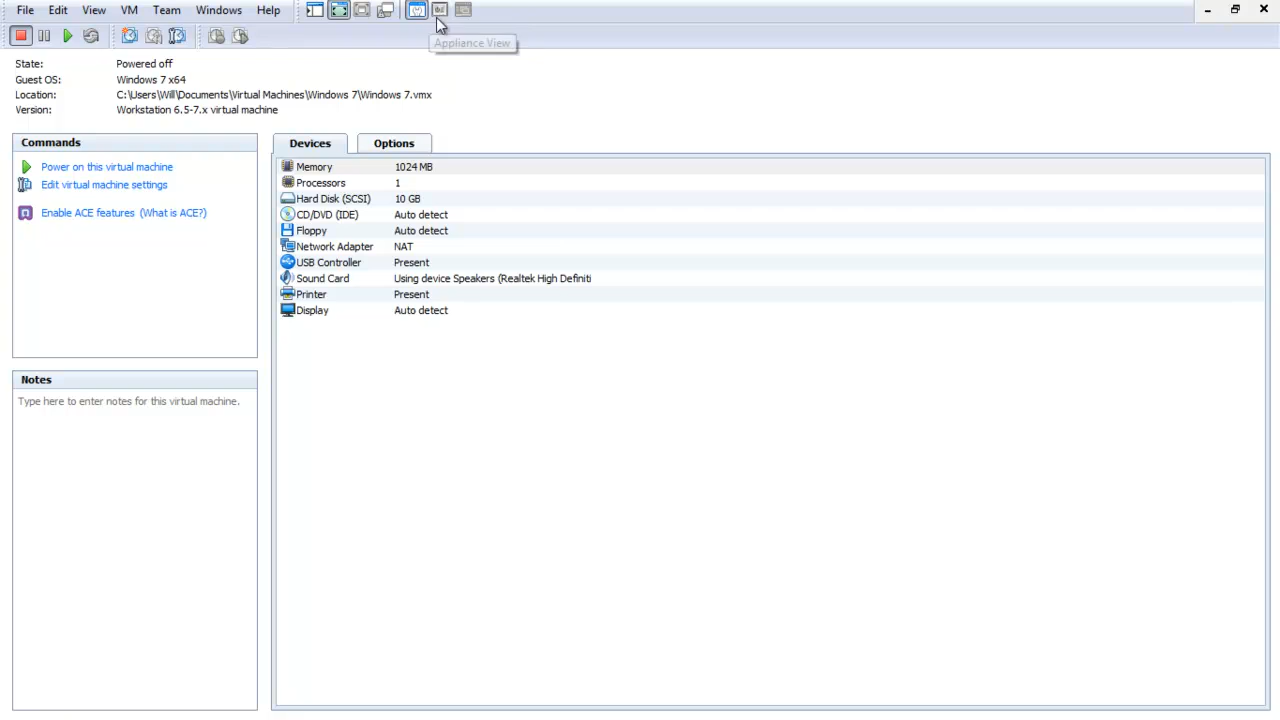 File Edit View VM Team Windows Help
Appliance View
State: Powered off
Guest OS: Windows 7 x64
Location: C:\Users\Will\Documents\Virtual Machines\Windows 7\Windows 7.vmx
Version: Workstation 6.5-7.x virtual machine
Commands
Power on this virtual machine
Edit virtual machine settings
Enable ACE features (What is ACE?)
Notes
Type here to enter notes for this virtual machine.
Devices Options
Memory 1024 MB
Processors 1
Hard Disk (SCSI) 10 GB
CD/DVD (IDE) Auto detect
Floppy Auto detect
Network Adapter NAT
USB Controller Present
Sound Card Using device Speakers (Realtek High Definiti
Printer Present
Display Auto detect